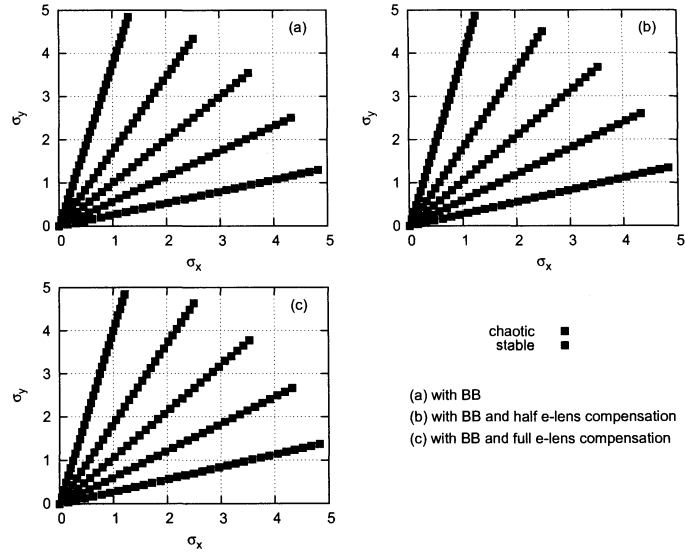 5
4
3
2
1
0
σy
(a)
0 1 2 3 4 5
σx
5
4
3
2
1
0
σy
(b)
0 1 2 3 4 5
σx
5
4
3
2
1
0
σy
(c)
0 1 2 3 4 5
σx
chaotic
stable
(a) with BB
(b) with BB and half e-lens compensation
(c) with BB and full e-lens compensation